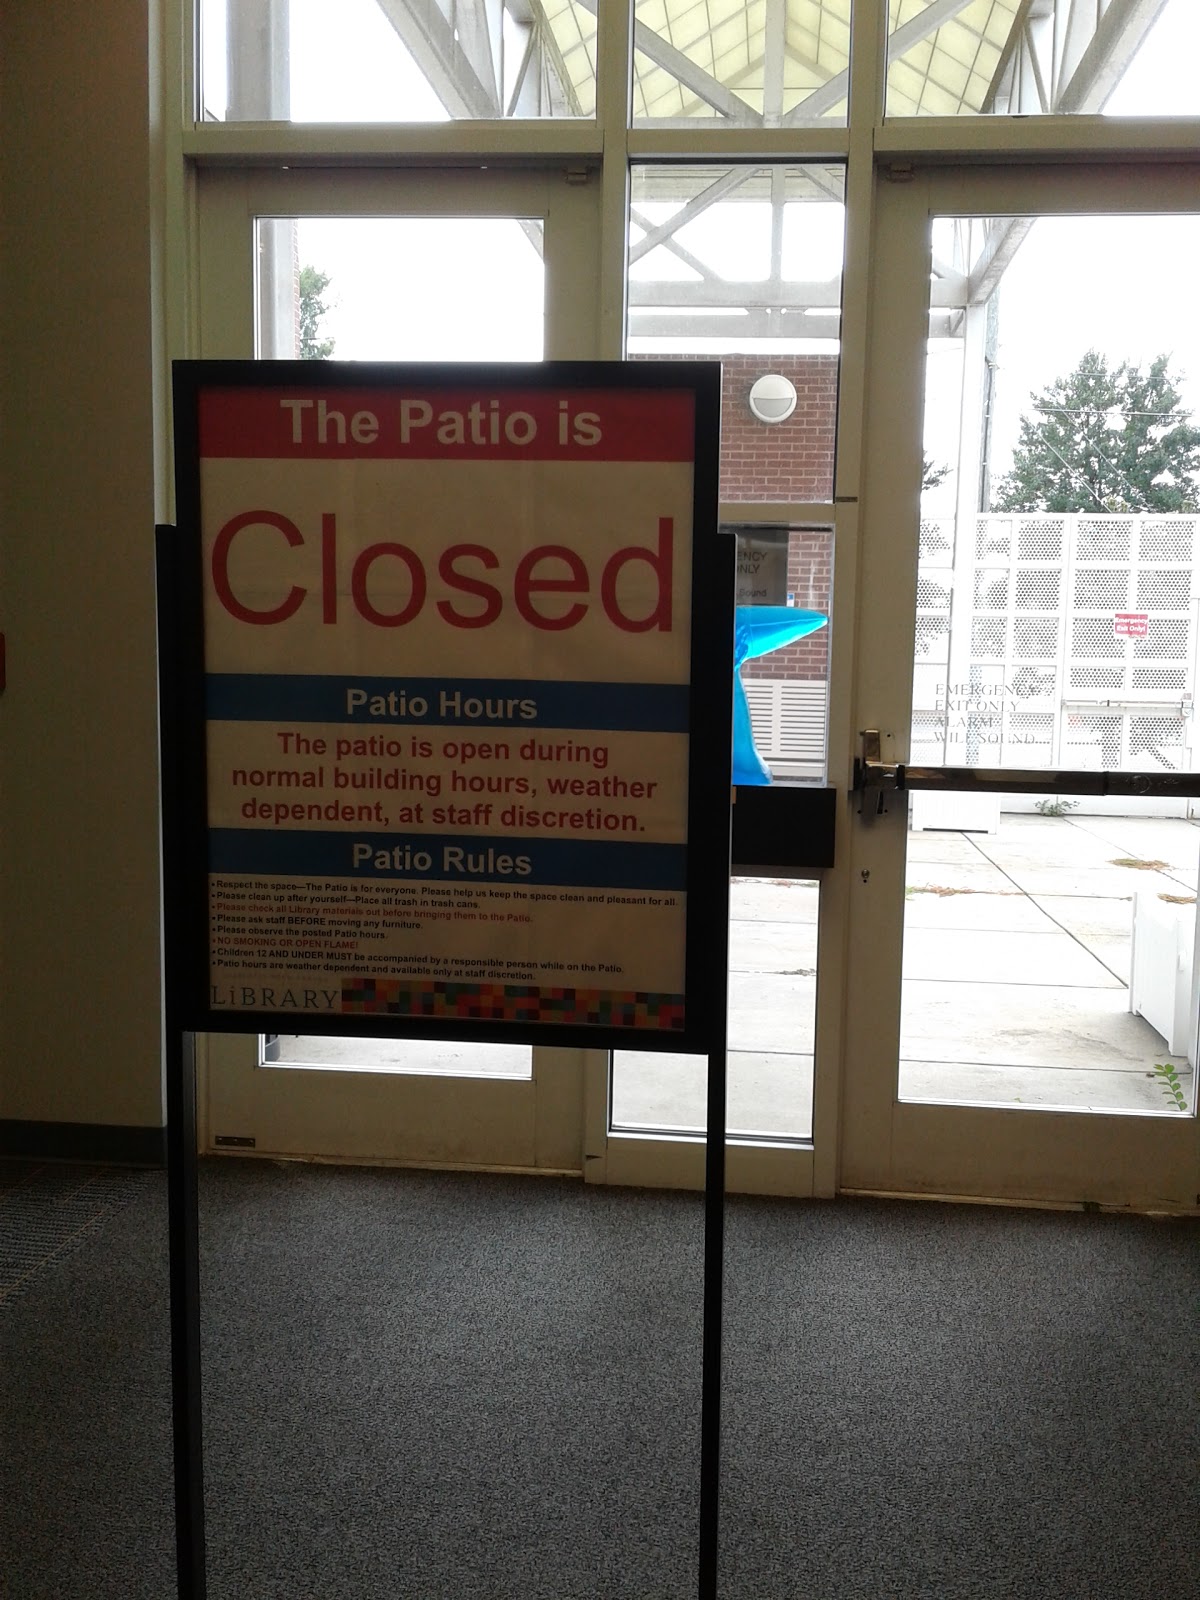 The Patio is
Closed
Patio Hours
The patio is open during
normal building hours, weather
dependent, at staff discretion.
Patio Rules
• Respect the space—The Patio is for everyone. Please help us keep the space clean and pleasant for all.
• Please clean up after yourself—Place all trash in trash cans.
• Please check all Library materials out before bringing them to the Patio.
• Please ask staff BEFORE moving any furniture.
• Please observe the posted Patio hours.
• NO SMOKING OR OPEN FLAME!
• Children 12 AND UNDER MUST be accompanied by a responsible person while on the Patio.
• Patio hours are weather dependent and available only at staff discretion.
LiBRARY
ENCY
ONLY
Sound
Exit Only!
EMERGENCY
EXIT ONLY
ALARM
WILL SOUND